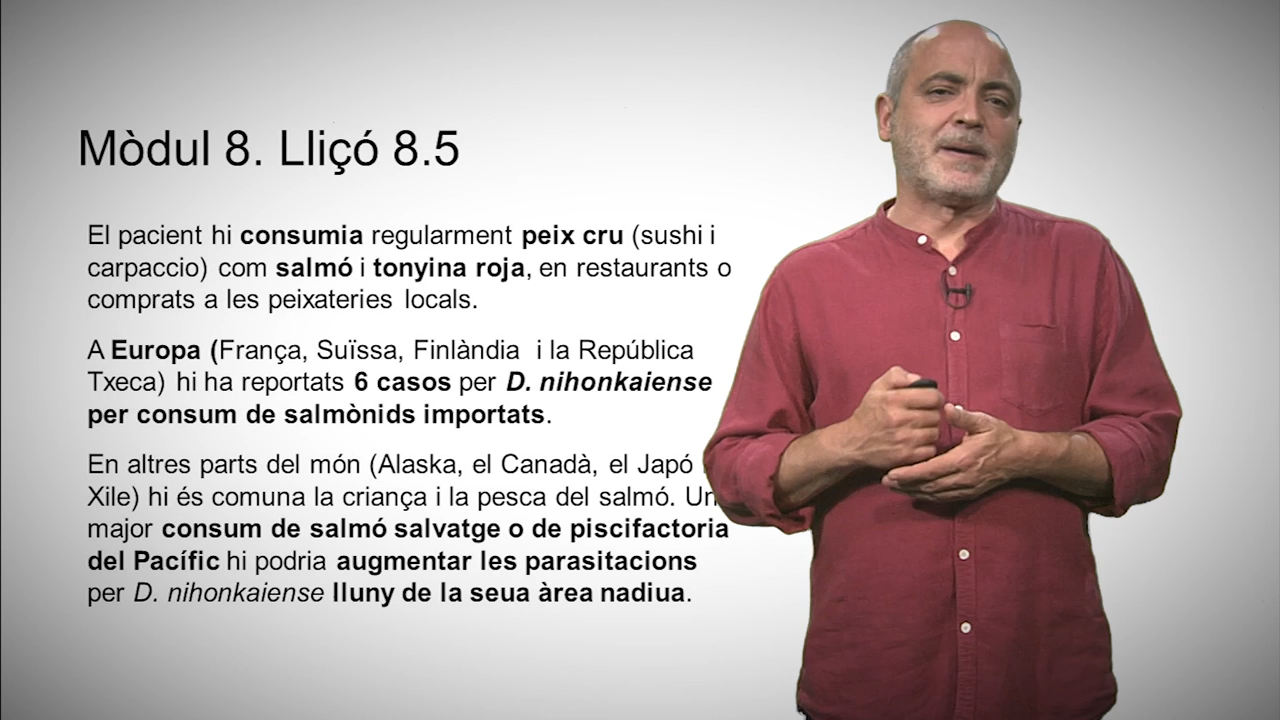 Mòdul 8. Lliçó 8.5
El pacient hi consumia regularment peix cru (sushi i
carpaccio) com salmó i tonyina roja, en restaurants o
comprats a les peixateries locals.
A Europa (França, Suïssa, Finlàndia i la República
Txeca) hi ha reportats 6 casos per D. nihonkaiense
per consum de salmònids importats.
En altres parts del món (Alaska, el Canadà, el Japó
Xile) hi és comuna la criança i la pesca del salmó. Un
major consum de salmó salvatge o de piscifactoria
del Pacífic hi podria augmentar les parasitacions
per D. nihonkaiense lluny de la seua àrea nadiua.